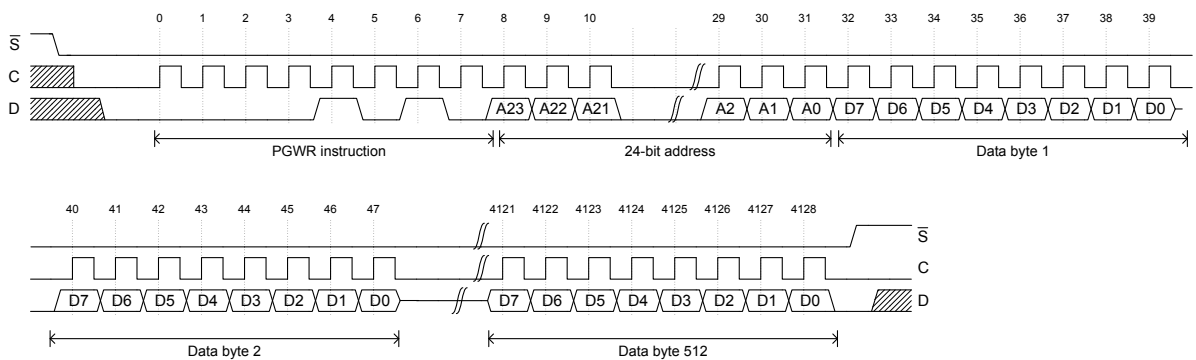 0 1 2 3 4 5 6 7 8 9 10 29 30 31 32 33 34 35 36 37 38 39
S
C
D A23 A22 A21 A2 A1 A0 D7 D6 D5 D4 D3 D2 D1 D0
PGWR instruction 24-bit address Data byte 1
40 41 42 43 44 45 46 47 4121 4122 4123 4124 4125 4126 4127 4128
S
C
D7 D6 D5 D4 D3 D2 D1 D0 D7 D6 D5 D4 D3 D2 D1 D0 D
Data byte 2 Data byte 512